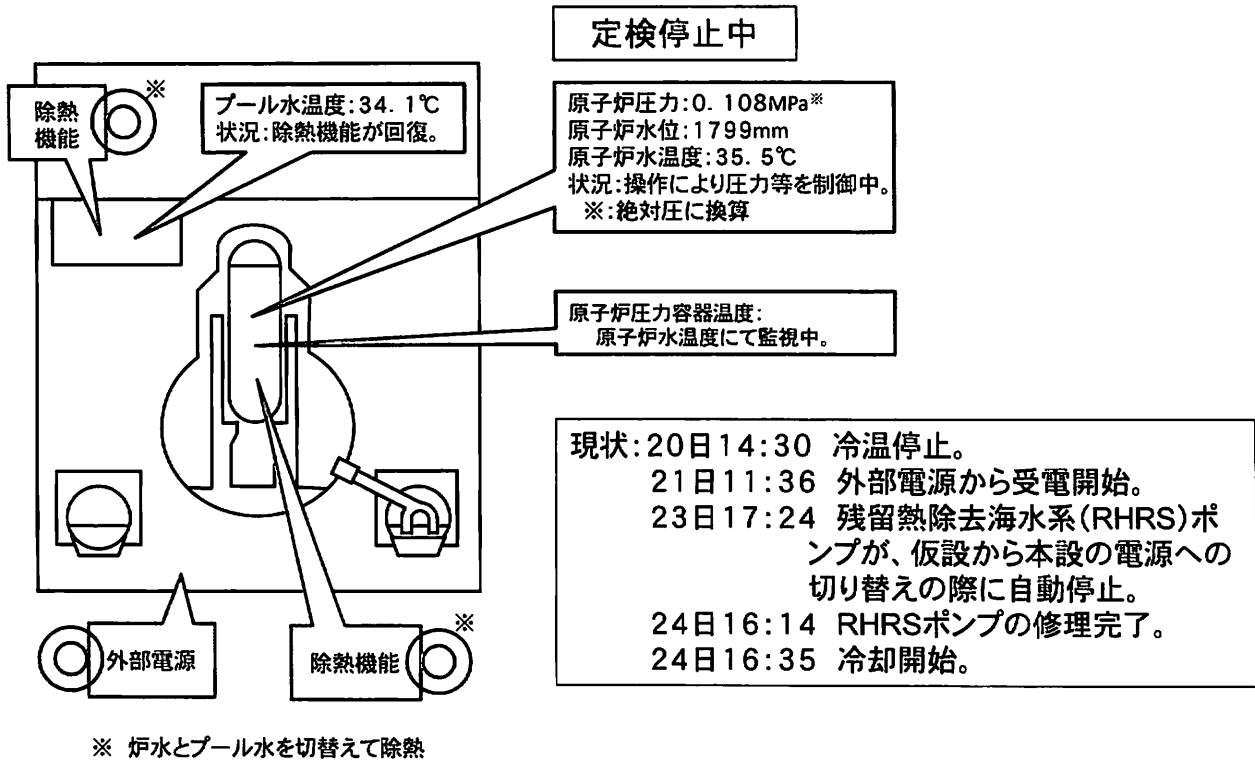 定検停止中
除熱
機能
※
プール水温度:34. 1℃
状況:除熱機能が回復。
原子炉圧力:0. 108MPa※
原子炉水位:1799mm
原子炉水温度:35. 5℃
状況:操作により圧力等を制御中。
※:絶対圧に換算
原子炉圧力容器温度:
原子炉水温度にて監視中。
現状:20日14:30 冷温停止。
21日11:36 外部電源から受電開始。
23日17:24 残留熱除去海水系(RHRS)ポ
ンプが、仮設から本設の電源への
切り替えの際に自動停止。
24日16:14 RHRSポンプの修理完了。
24日16:35 冷却開始。
外部電源
除熱機能
※
※ 炉水とプール水を切替えて除熱